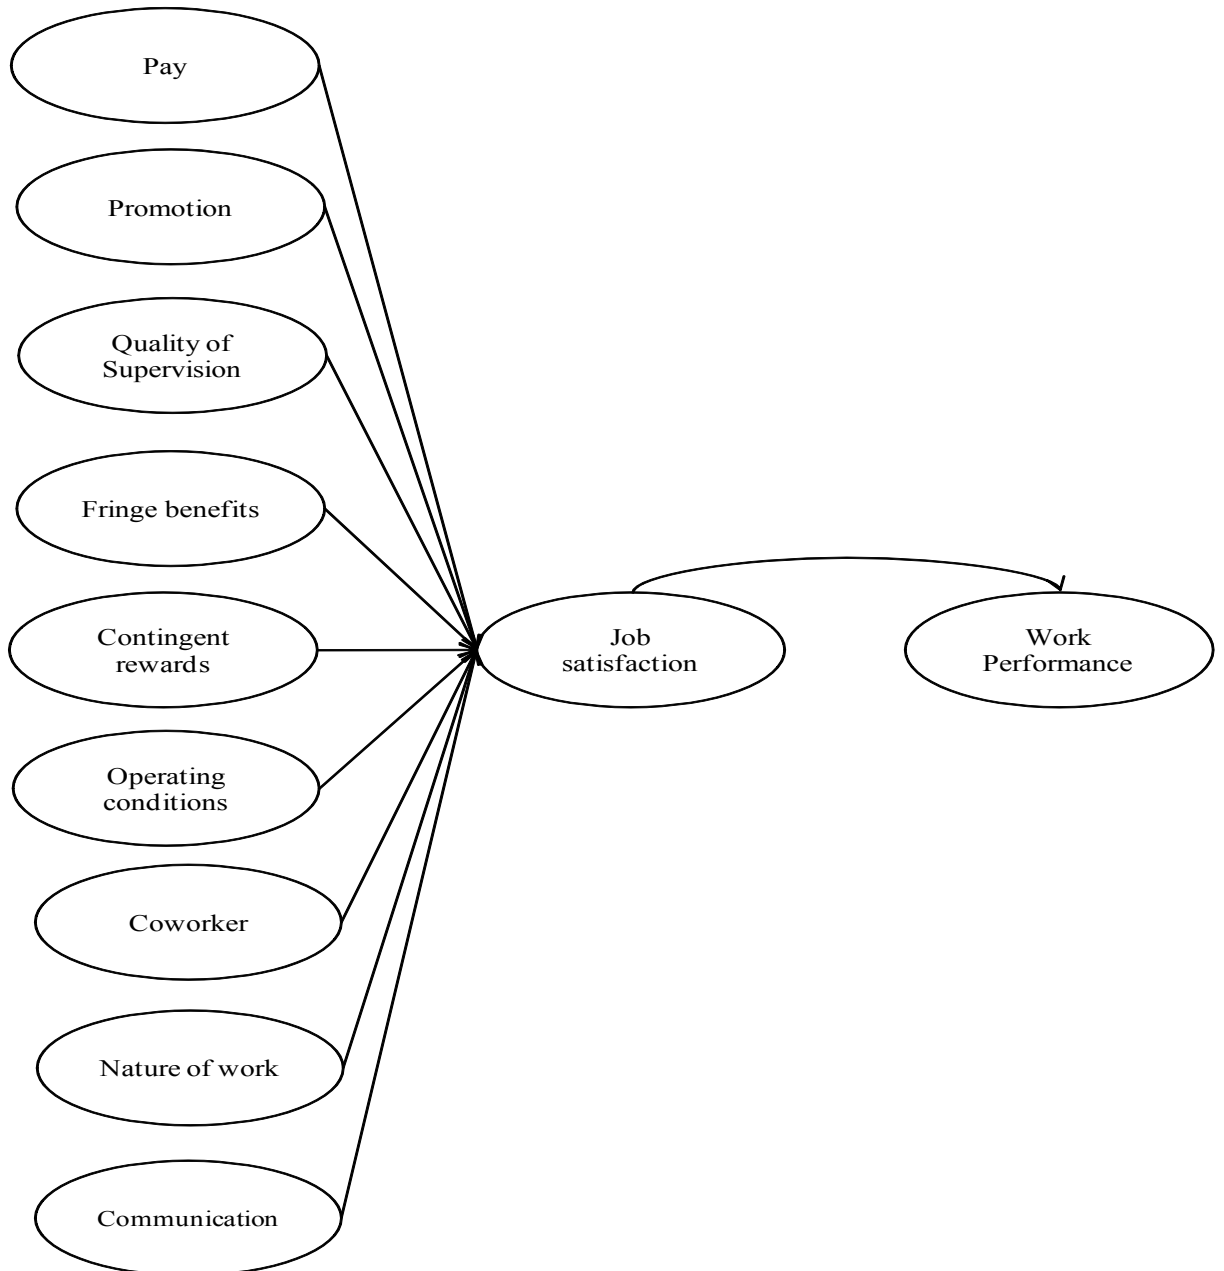 Pay
Promotion
Quality of
Supervision
Fringe benefits
Contingent
rewards
Operating
conditions
Coworker
Nature of work
Communication
Job
satisfaction
Work
Performance